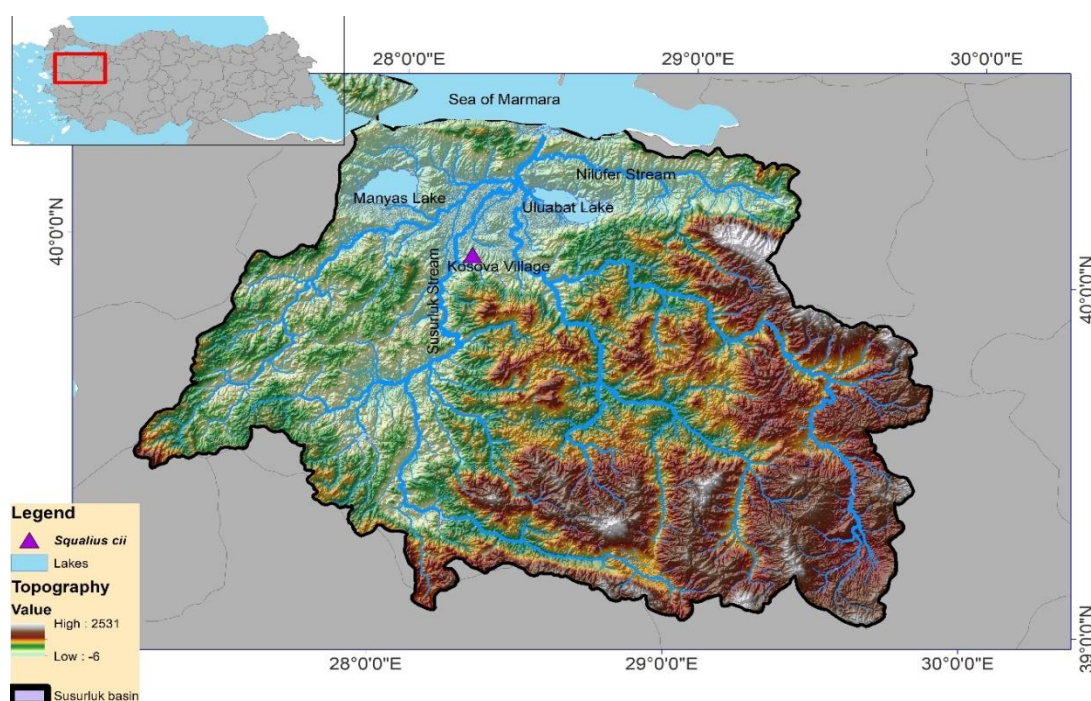 28°0'0"E
29°0'0"E
30°0'0"E
Sea of Marmara
Nilüfer Stream
Manyas Lake
Uluabat Lake
40°0'0"N
Kosova Village
Susurluk Stream
40°0'0"N
Legend
Squalius cii
Lakes
Topography
Value
High : 2531
Low : -6
Susurluk basin
39°0'0"N
28°0'0"E
29°0'0"E
30°0'0"E